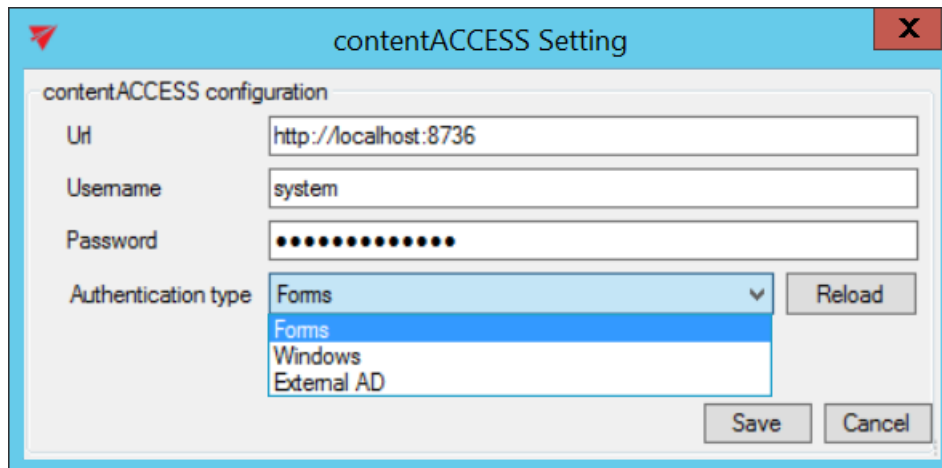 contentACCESS Setting
X
contentACCESS configuration
Url
http://localhost:8736
Username
system
Password
●●●●●●●●●●●●●
Authentication type
Forms
Reload
Forms
Windows
External AD
Save
Cancel